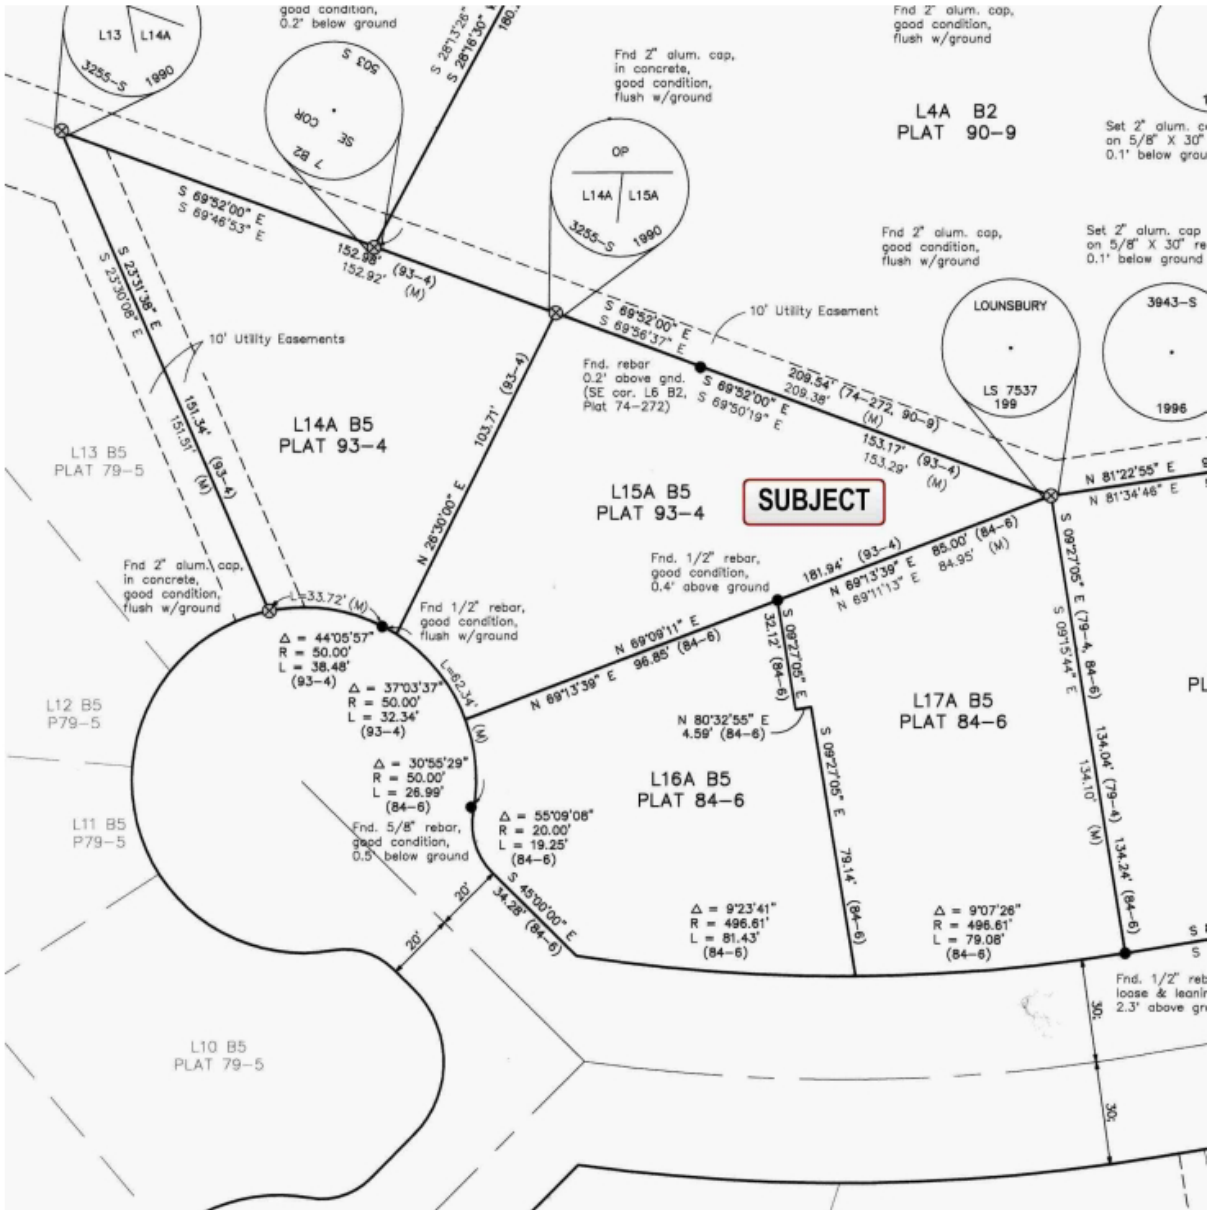 good condition,
0.2' below ground
L13
L14A
3255-S 1990
503 S
SE COR
7 B2
S 28°13'26"
S 28°16'30"
180.
Fnd 2" alum. cap,
in concrete,
good condition,
flush w/ground
Fnd 2" alum. cap,
good condition,
flush w/ground
L4A B2
PLAT 90-9
Set 2" alum.
on 5/8" X 30"
0.1' below
OP
L14A
L15A
3255-S 1990
S 69°52'00" E
S 69°46'53" E
152.98' (93-4)
152.92' (M)
Fnd 2" alum. cap,
good condition,
flush w/ground
Set 2" alum. cap
on 5/8" X 30"
0.1' below ground
LOUNSBURY
LS 7537
199
3943-S
1996
S 23°31'38" E
S 23°30'08" E
10' Utility Easements
151.34' (93-4)
151.51' (M)
S 69°52'00" E
S 69°56'37" E
10' Utility Easement
Fnd. rebar
0.2' above gnd.
(SE cor. L6 B2,
Plat 74-272)
209.54' (74-272, 90-9)
209.38' (M)
S 69°52'00" E
S 69°50'19" E
153.17' (93-4)
153.29' (M)
103.71' (93-4)
N 26°30'00" E
L14A B5
PLAT 93-4
L13 B5
PLAT 79-5
L15A B5
PLAT 93-4
SUBJECT
N 81°22'55" E
N 81°34'46" E
181.94' (93-4)
N 69°13'39" E 85.00' (84-6)
N 69°11'13" E 84.95' (M)
Fnd 2" alum. cap,
in concrete,
good condition,
flush w/ground
Fnd. 1/2" rebar,
good condition,
0.4' above ground
L=33.72' (M)
Fnd 1/2" rebar,
good condition,
flush w/ground
Δ = 44°05'57"
R = 50.00'
L = 38.48'
(93-4)
Δ = 37°03'37"
R = 50.00'
L = 32.34'
(93-4)
L=62.34' (M)
N 69°09'11" E
N 69°13'39" E 96.85' (84-6)
S 09°27'05" E
32.12' (84-6)
N 80°32'55" E
4.59' (84-6)
S 09°27'05" E (79-4, 84-6)
S 09°15'44" E
134.04' (79-4) 134.24' (84-6)
134.10' (M)
L12 B5
P79-5
L11 B5
P79-5
L17A B5
PLAT 84-6
L16A B5
PLAT 84-6
S 09°27'05" E
79.14' (84-6)
Δ = 30°55'29"
R = 50.00'
L = 26.99'
(84-6)
Fnd. 5/8" rebar,
good condition,
0.5' below ground
Δ = 55°09'08"
R = 20.00'
L = 19.25'
(84-6)
S 45°00'00" E
34.28' (84-6)
20'
20'
Δ = 9°23'41"
R = 496.61'
L = 81.43'
(84-6)
Δ = 9°07'26"
R = 496.61'
L = 79.08'
(84-6)
Fnd. 1/2"
loose &
2.3' above
30'
30'
L10 B5
PLAT 79-5